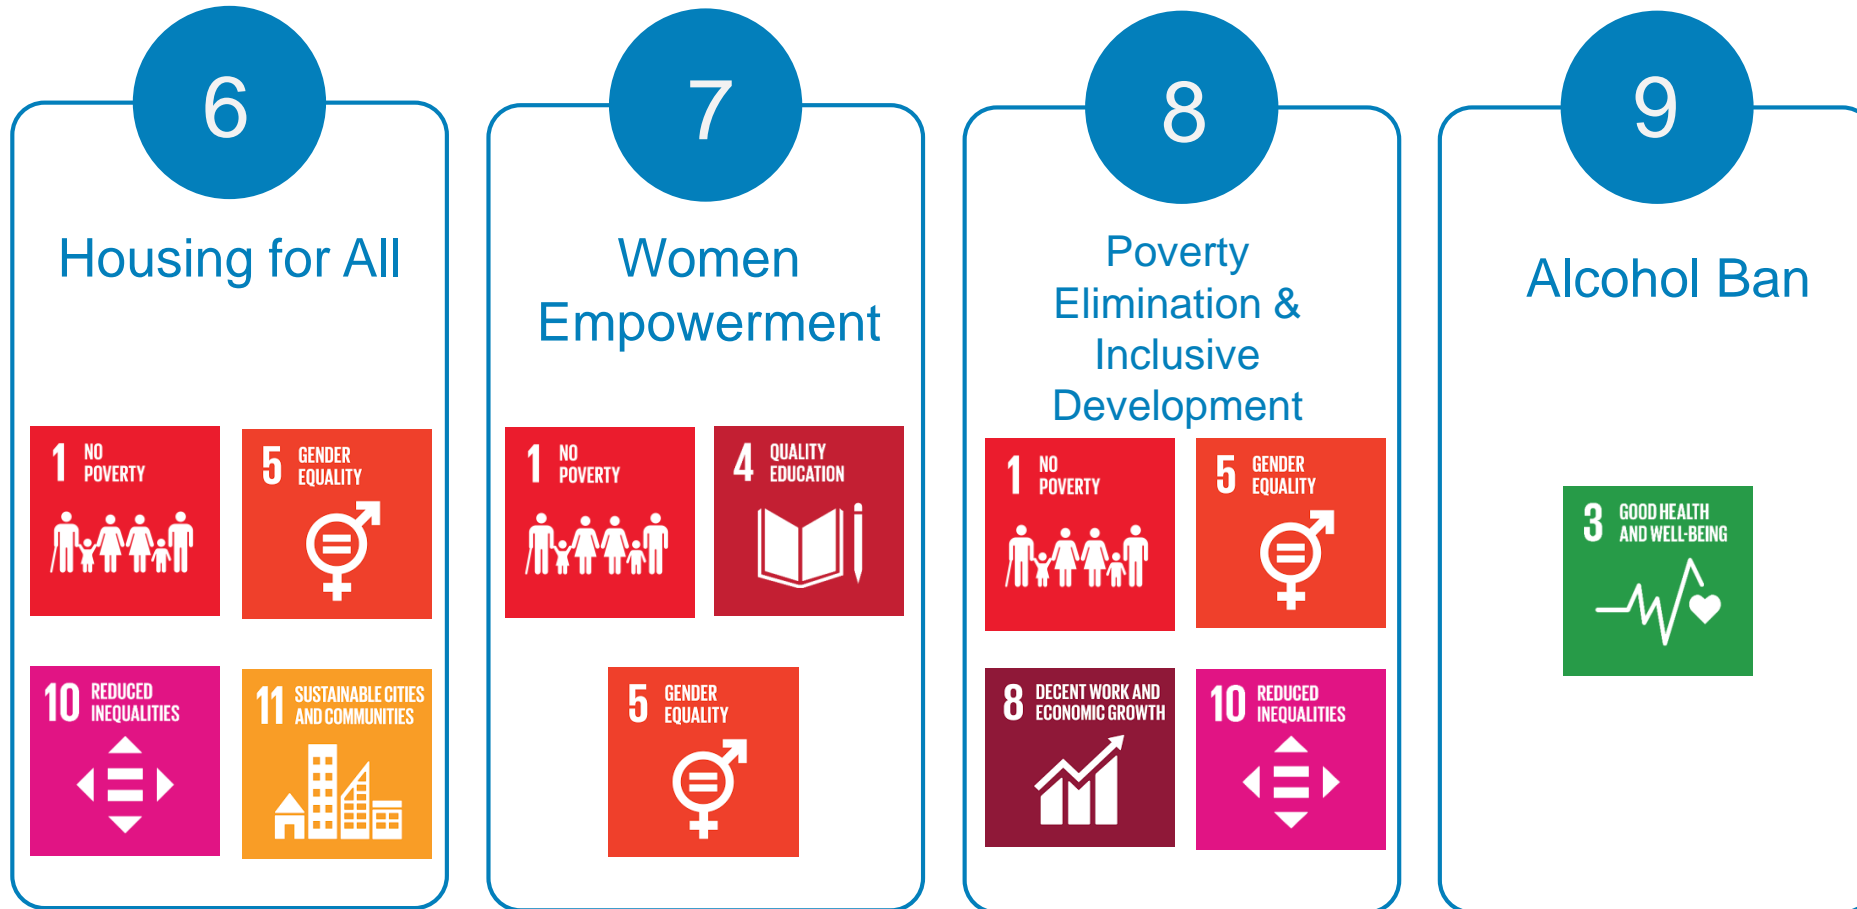 6
Housing for All
1 NO
POVERTY
5 GENDER
EQUALITY
10 REDUCED
INEQUALITIES
11 SUSTAINABLE CITIES
AND COMMUNITIES
7
Women
Empowerment
1 NO
POVERTY
4 QUALITY
EDUCATION
5 GENDER
EQUALITY
8
Poverty
Elimination &
Inclusive
Development
1 NO
POVERTY
5 GENDER
EQUALITY
8 DECENT WORK AND
ECONOMIC GROWTH
10 REDUCED
INEQUALITIES
9
Alcohol Ban
3 GOOD HEALTH
AND WELL-BEING